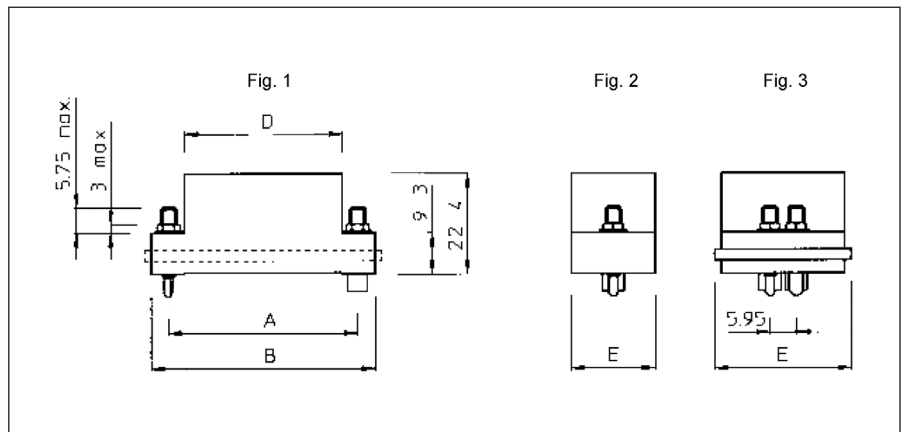 Fig. 1
Fig. 2
Fig. 3
D
5.75 max.
3 max
9 3
22 4
A
B
5.95
E
E